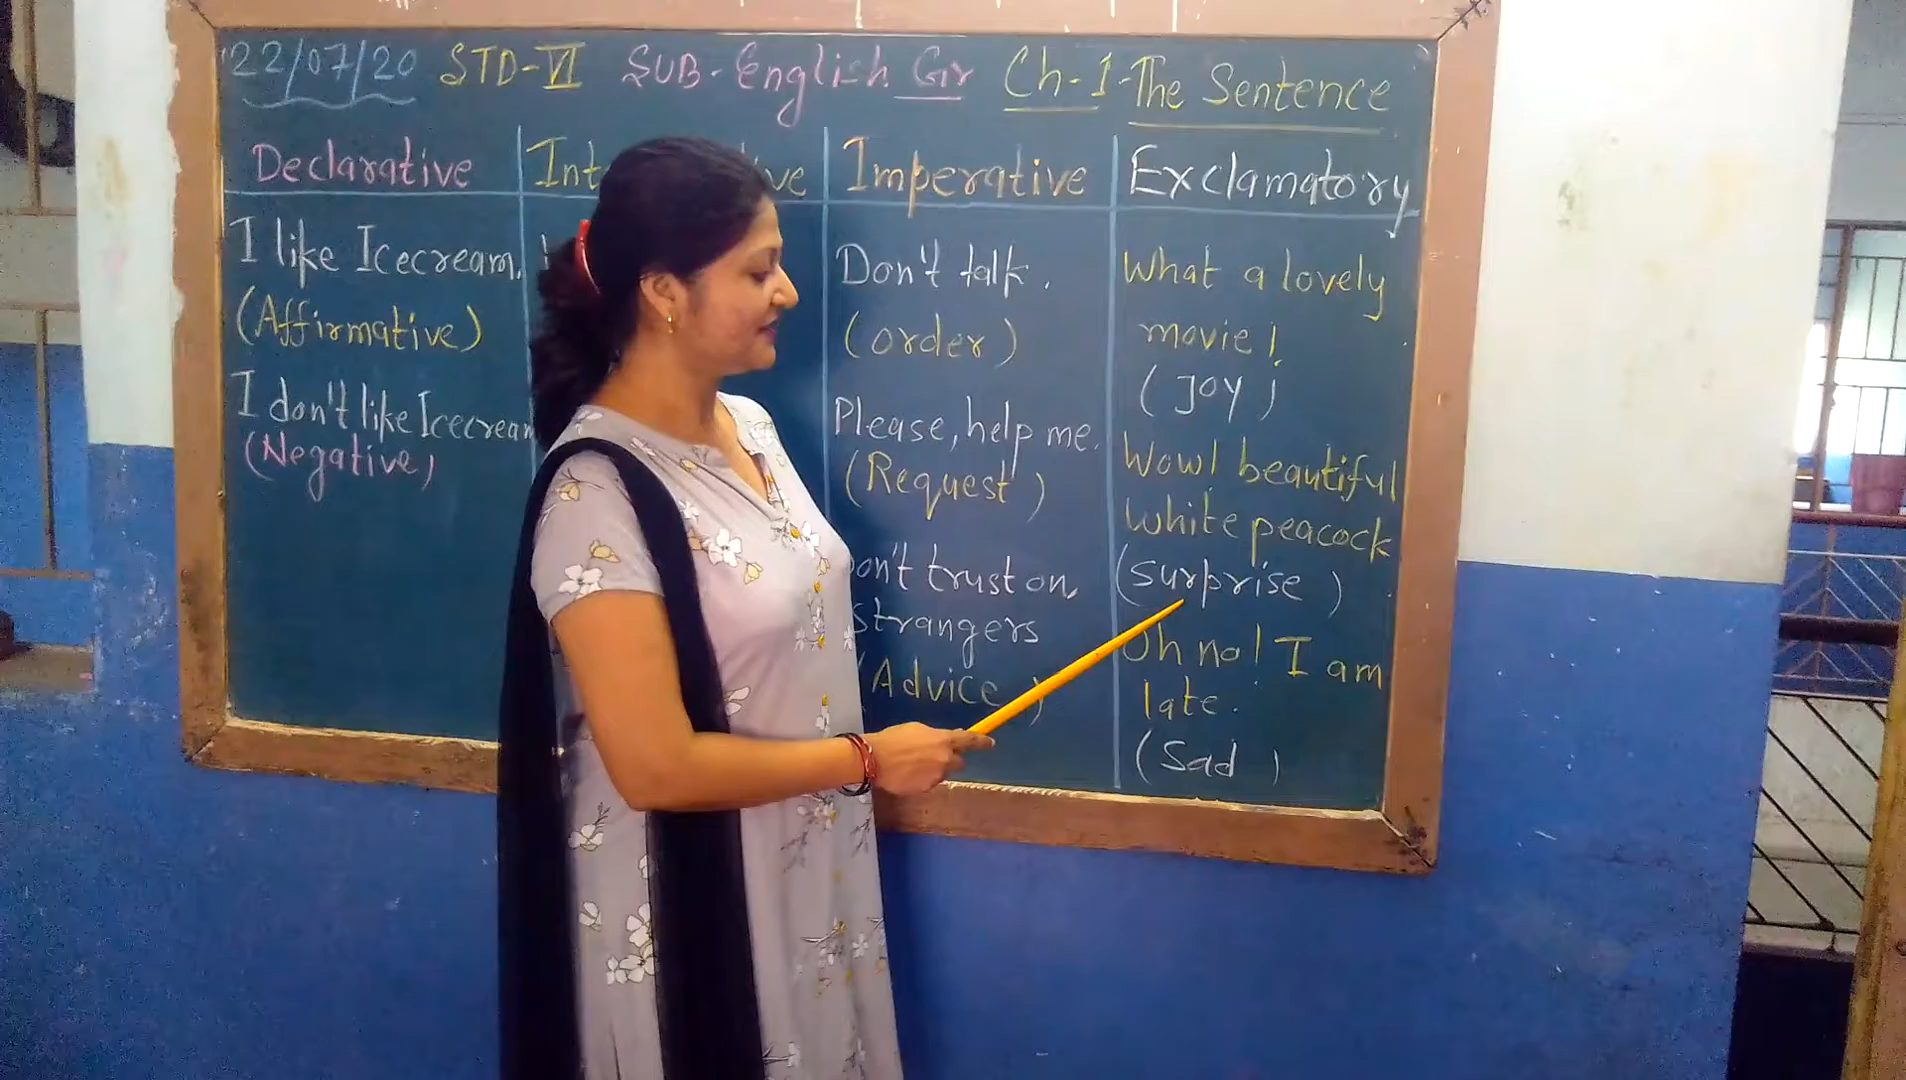 22/07/20 STD-VI SUB-English Gr Ch-1-The Sentence
Declarative
I like Icecream.
(Affirmative)
I don't like Icecream
(Negative)
Imperative
Don't talk.
(order)
Please, help me.
(Request)
trust on
strangers
(Advice)
Exclamatory
What a lovely
movie!
(Joy)
Wow! beautiful
white peacock
(Surprise)
Oh no! I am
late.
(Sad)